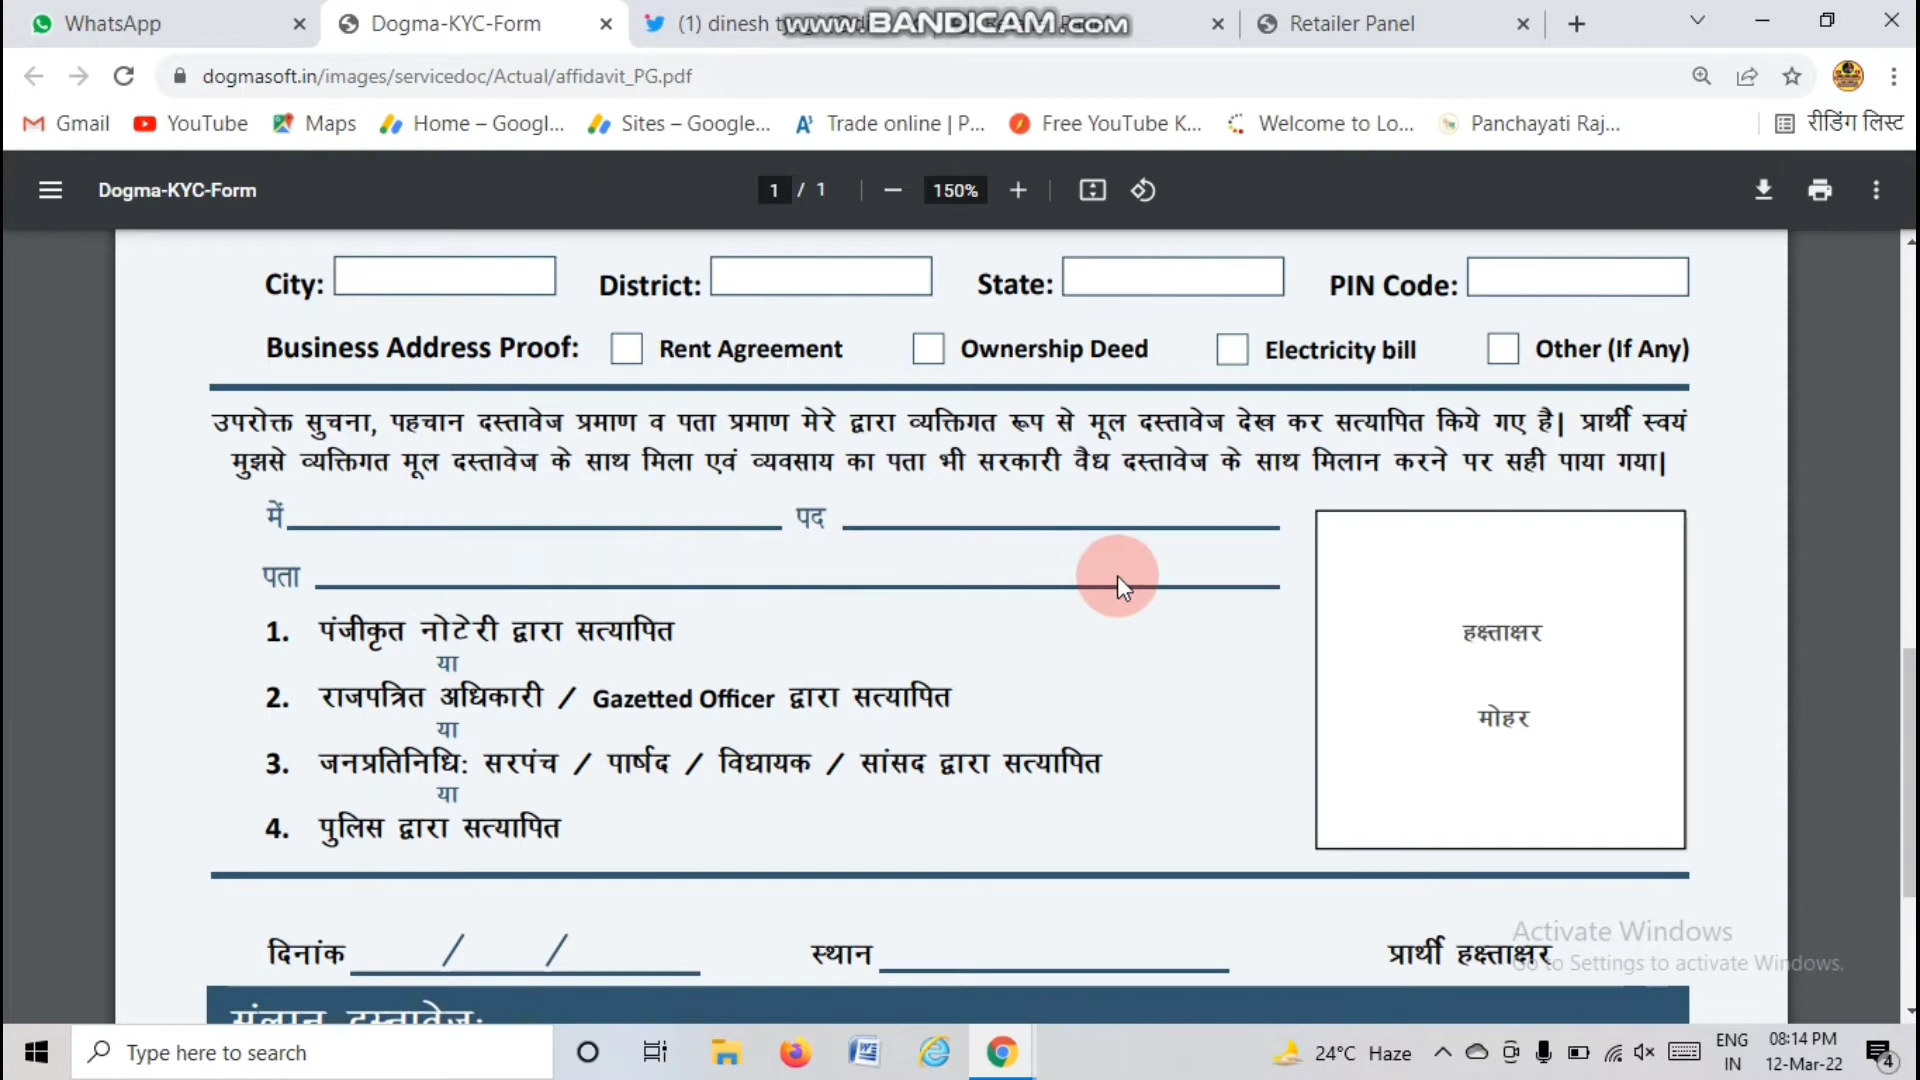 WhatsApp
Dogma-KYC-Form
(1) dinesh
www.BANDICAM.com
Retailer Panel
dogmasoft.in/images/servicedoc/Actual/affidavit_PG.pdf
Gmail
YouTube
Maps
Home – Googl...
Sites – Google...
Trade online | P...
Free YouTube K...
Welcome to Lo...
Panchayati Raj...
रीडिंग लिस्ट
Dogma-KYC-Form
1 / 1
150%
City: District: State: PIN Code:
Business Address Proof: Rent Agreement Ownership Deed Electricity bill Other (If Any)
उपरोक्त सुचना, पहचान दस्तावेज प्रमाण व पता प्रमाण मेरे द्वारा व्यक्तिगत रूप से मूल दस्तावेज देख कर सत्यापित किये गए है| प्रार्थी स्वयं
मुझसे व्यक्तिगत मूल दस्तावेज के साथ मिला एवं व्यवसाय का पता भी सरकारी वैध दस्तावेज के साथ मिलान करने पर सही पाया गया|
में पद
पता
1. पंजीकृत नोटेरी द्वारा सत्यापित
या
2. राजपत्रित अधिकारी / Gazetted Officer द्वारा सत्यापित
या
3. जनप्रतिनिधि: सरपंच / पार्षद / विधायक / सांसद द्वारा सत्यापित
या
4. पुलिस द्वारा सत्यापित
हक्ष्ताक्षर
मोहर
दिनांक / / स्थान प्रार्थी हक्ष्ताक्षर
Activate Windows
Go to Settings to activate Windows.
संलग्न दस्तावेज:
Type here to search
24°C Haze
ENG
IN
08:14 PM
12-Mar-22
4